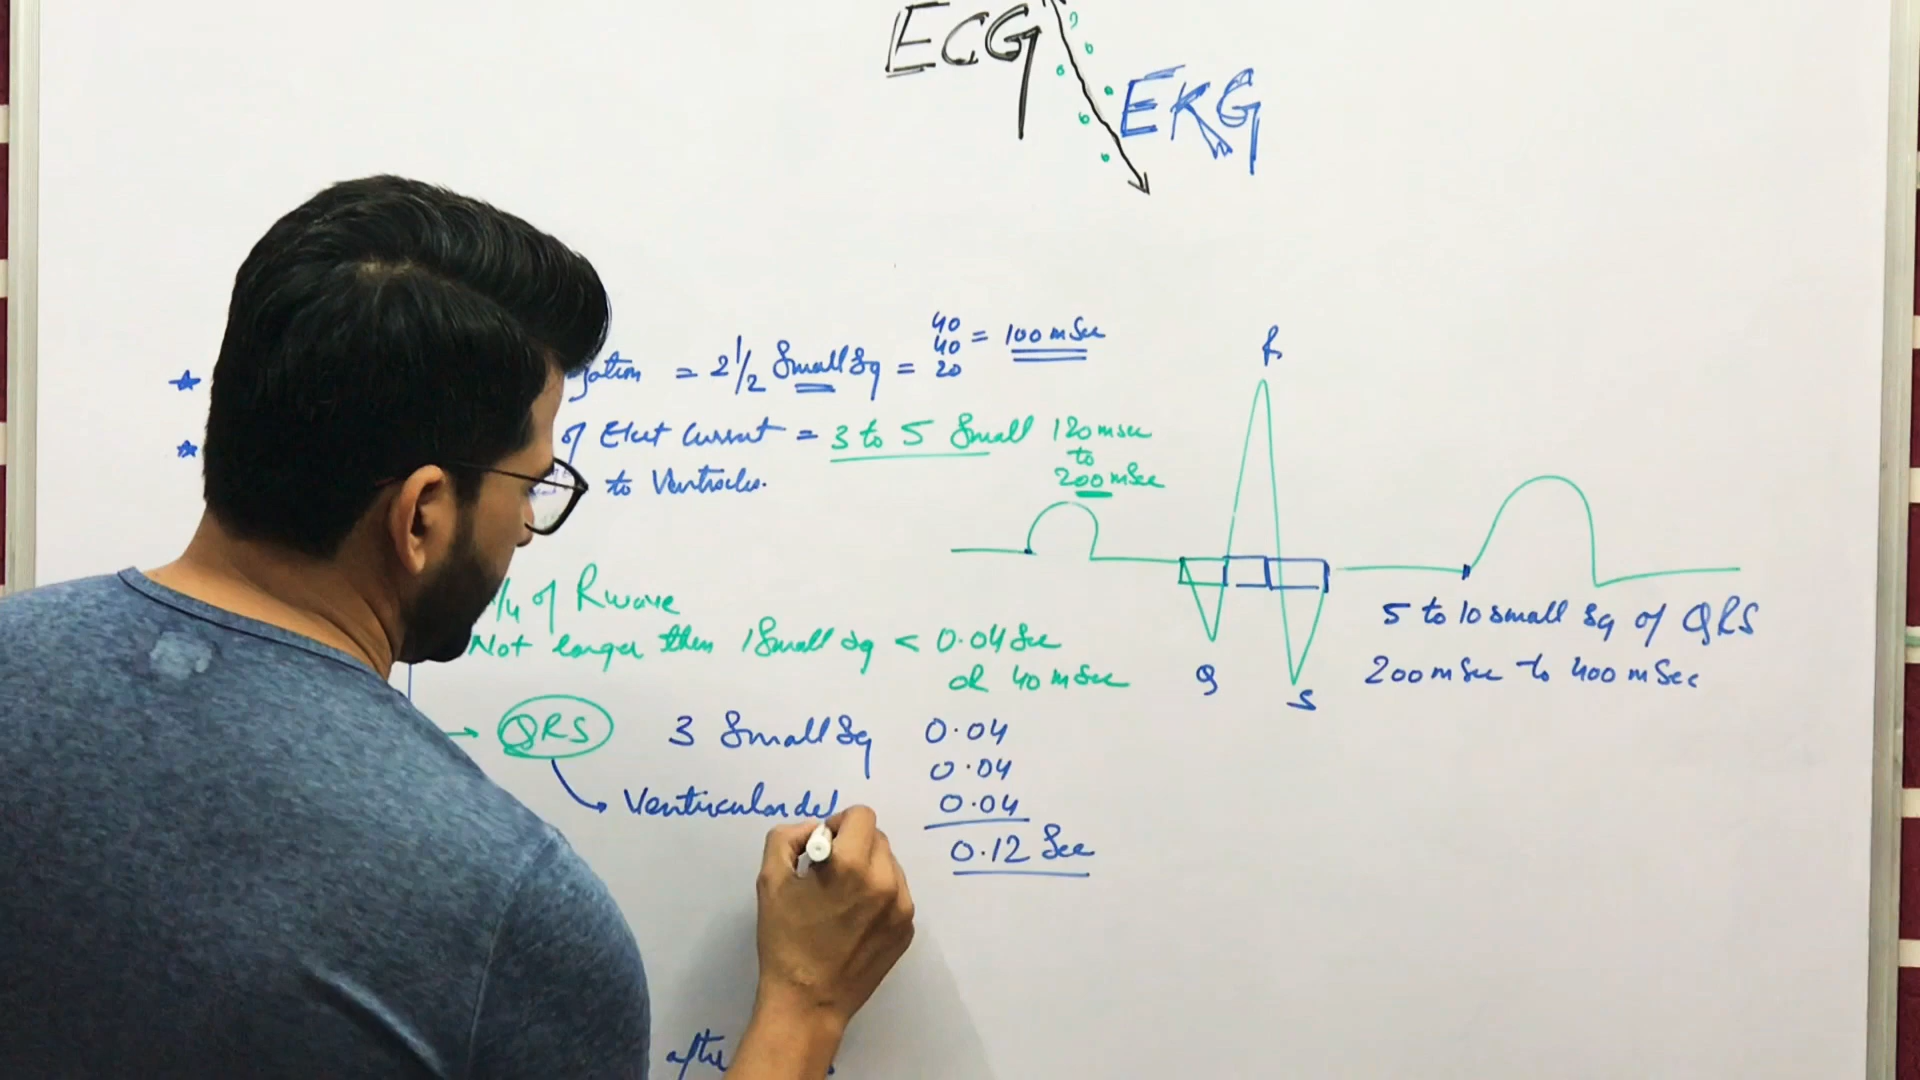 ECG
EKG
= 2 1/2 Small Sq = 40 40 20 = 100 mSec
of Elect Current = 3 to 5 Small 120 msec
to
to Ventricles. 200 mSec
R
1/4 of R wave
Not longer then 1 Small Sq < 0.04 Sec
or 40 mSec
Q
S
5 to 10 small sq of QRS
200 mSec to 400 mSec
→ QRS 3 Small Sq 0.04
0.04
Ventricular del 0.04
0.12 Sec